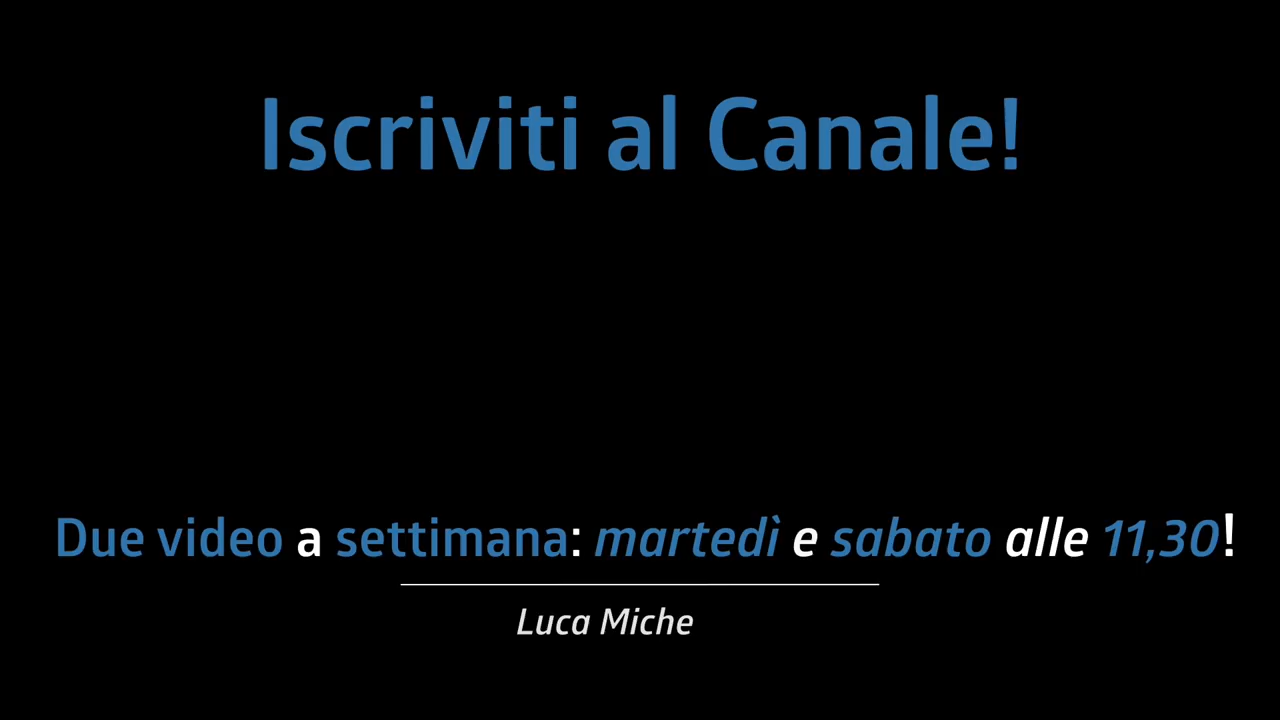 Iscriviti al Canale!
Due video a settimana: martedì e sabato alle 11,30!
Luca Miche